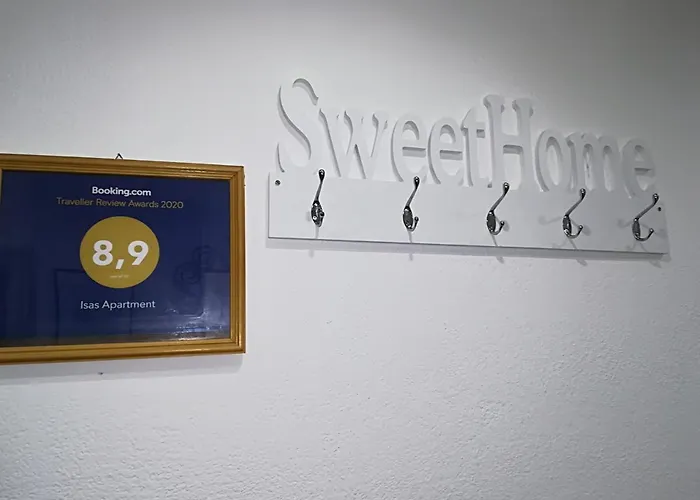 SweetHome
Booking.com
Traveller Review Awards 2020
8,9
Isas Apartment